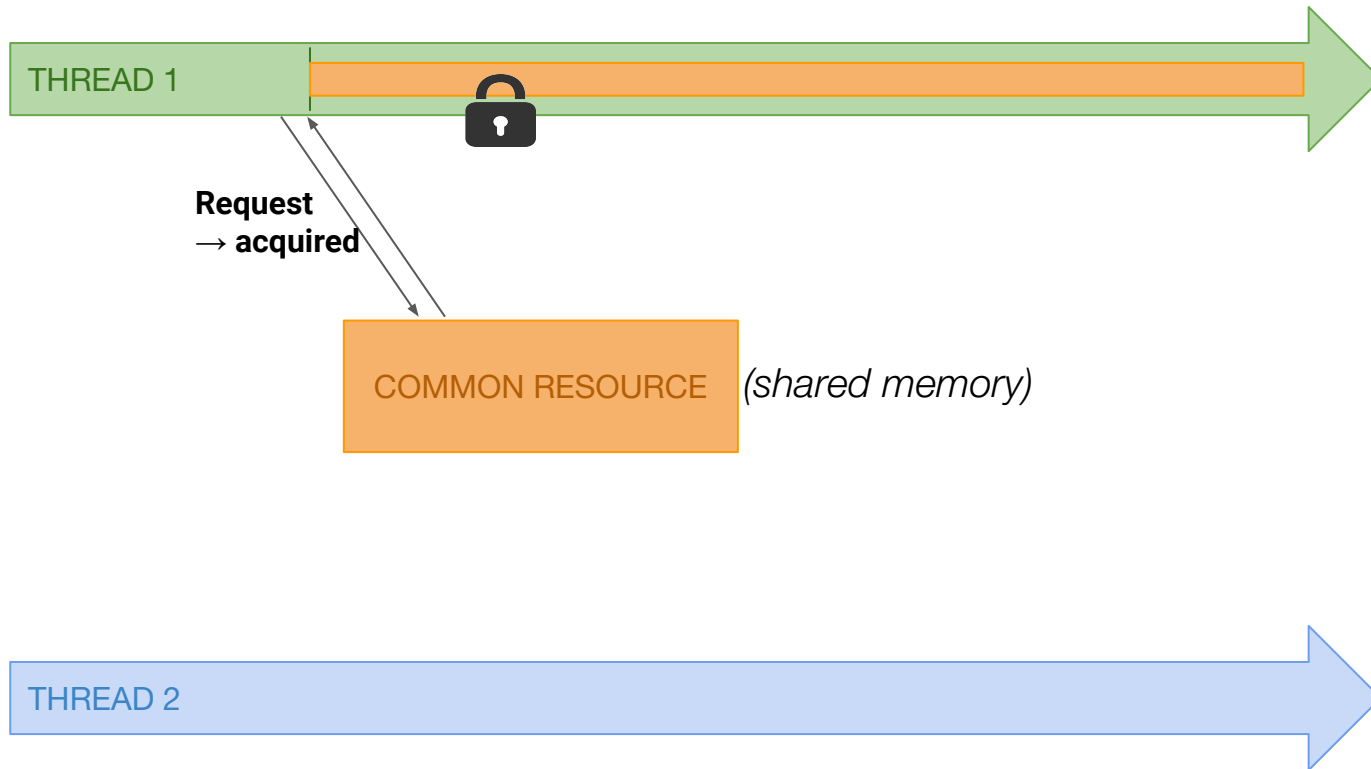 THREAD 1
Request
→ acquired
COMMON RESOURCE
(shared memory)
THREAD 2